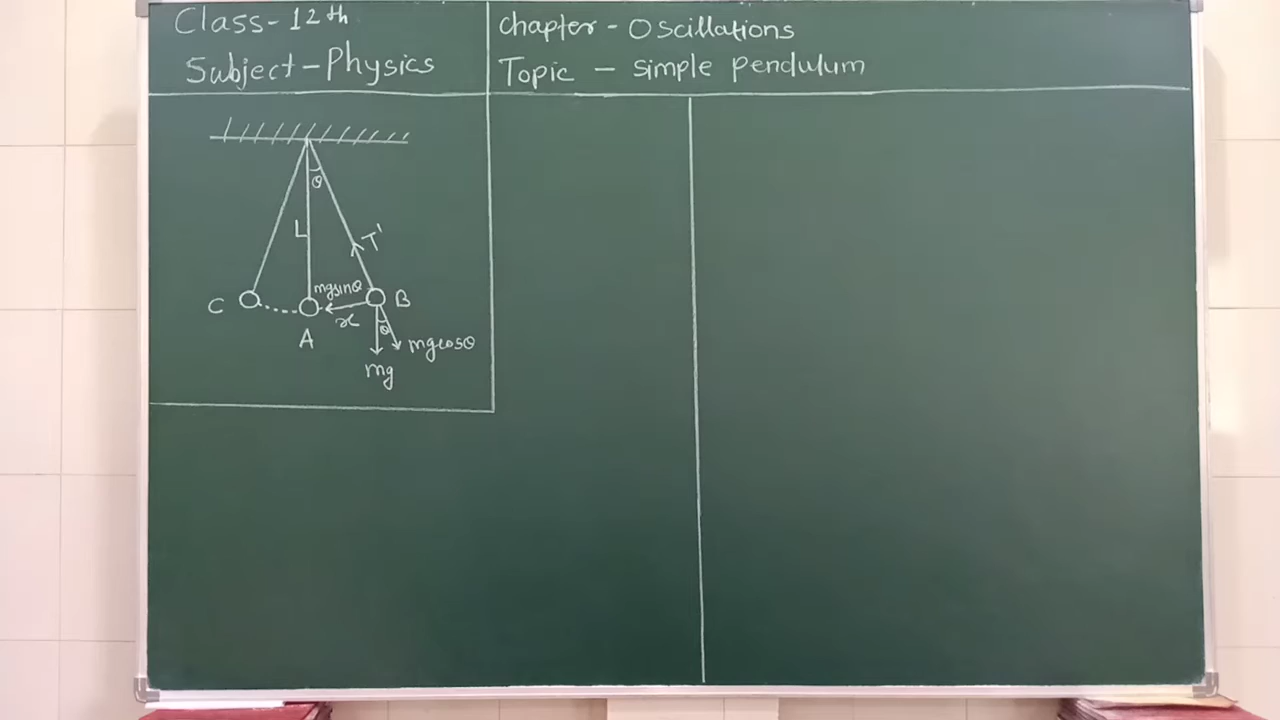 Class-12th
Subject-Physics
Chapter - Oscillations
Topic - simple pendulum
θ
L
T'
mgsinθ
C
B
x
A
θ
mgcosθ
mg